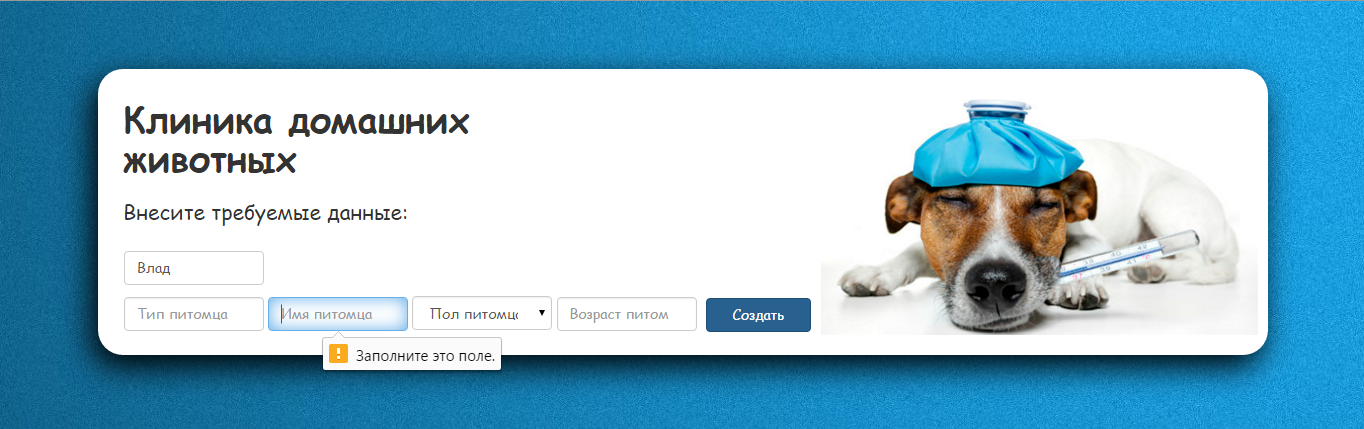 Клиника домашних
животных
Внесите требуемые данные:
Влад
Тип питомца Имя питомца Пол питомц Возраст питом Создать
Заполните это поле.